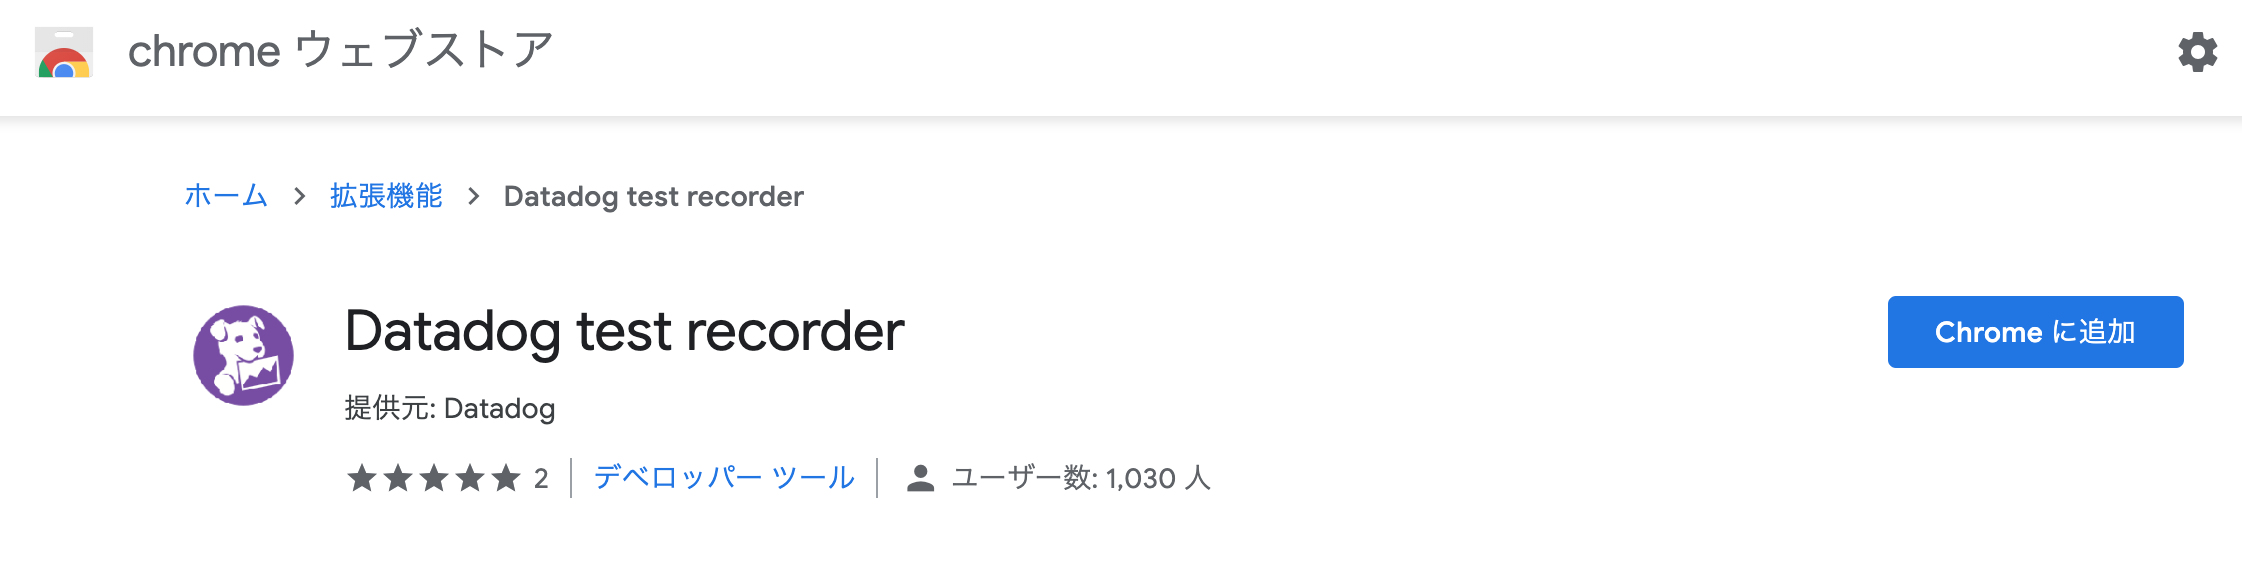 chrome ウェブストア
ホーム > 拡張機能 > Datadog test recorder
Datadog test recorder
Chrome に追加
提供元: Datadog
★★★★★ 2 | デベロッパー ツール | ユーザー数: 1,030 人